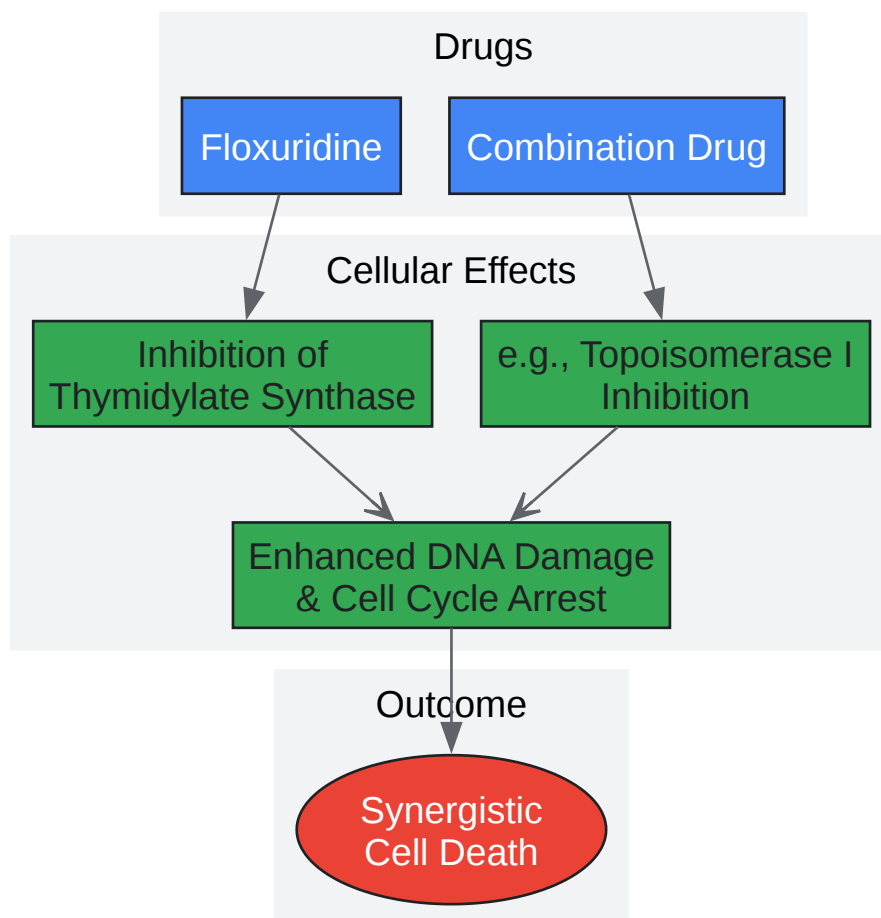 Drugs
Floxuridine
Combination Drug
Cellular Effects
Inhibition of
Thymidylate Synthase
e.g., Topoisomerase I
Inhibition
Enhanced DNA Damage
& Cell Cycle Arrest
Outcome
Synergistic
Cell Death